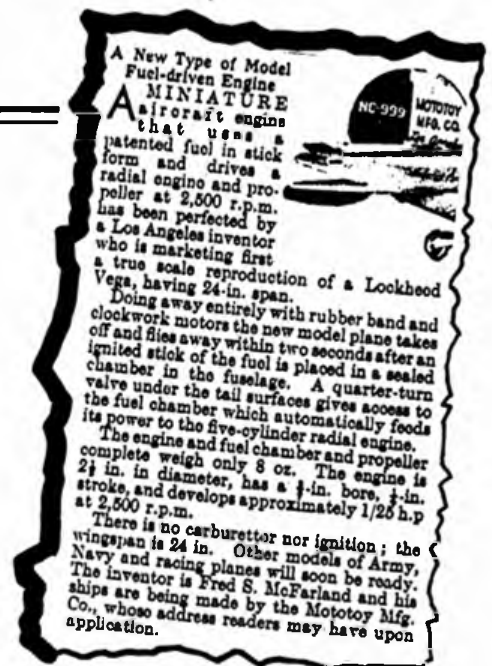 A New Type of Model
Fuel-driven Engine
A MINIATURE
aircraft engine
that uses a
patented fuel in stick
form and drives a
radial engine and pro-
peller at 2,500 r.p.m.
has been perfected by
a Los Angeles inventor
who is marketing first
a true scale reproduction of a Lockheed
Vega, having 24-in. span.
Doing away entirely with rubber band and
clockwork motors the new model plane takes
off and flies away within two seconds after an
ignited stick of the fuel is placed in a sealed
chamber in the fuselage. A quarter-turn
valve under the tail surfaces gives access to
the fuel chamber which automatically feeds
its power to the five-cylinder radial engine.
The engine and fuel chamber and propeller
complete weigh only 8 oz. The engine is
in. in diameter, has a -in. bore, -in.
stroke, and develops approximately 1/25 h.p
at 2,500 r.p.m.
There is no carburettor nor ignition; the
wingspan is 24 in. Other models of Army,
Navy and racing planes will soon be ready.
The inventor is Fred S. McFarland and his
ships are being made by the Mototoy Mfg.
Co., whose address readers may have upon
application.
NC-999
MOTOTOY
MFG. CO.